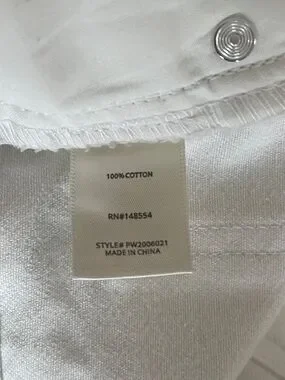 100% COTTON
RN#148554
STYLE# PW2006021
MADE IN CHINA